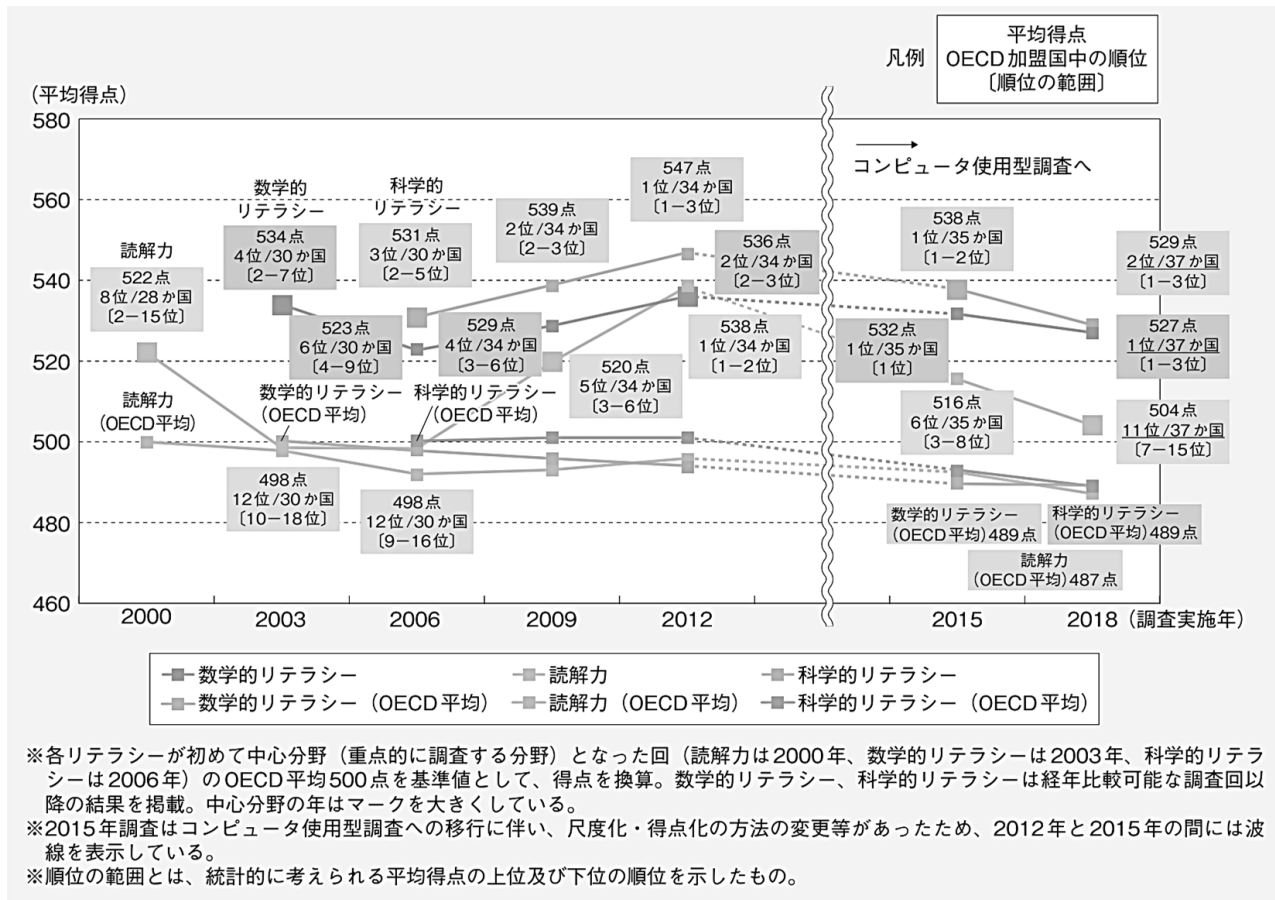 凡例
平均得点
OECD加盟国中の順位
〔順位の範囲〕
(平均得点)
580
560
540
520
500
480
460
→
コンピュータ使用型調査へ
読解力
522点
8位/28か国
〔2−15位〕
数学的
リテラシー
534点
4位/30か国
〔2−7位〕
科学的
リテラシー
531点
3位/30か国
〔2−5位〕
539点
2位/34か国
〔2−3位〕
547点
1位/34か国
〔1−3位〕
536点
2位/34か国
〔2−3位〕
538点
1位/35か国
〔1−2位〕
529点
2位/37か国
〔1−3位〕
523点
6位/30か国
〔4−9位〕
529点
4位/34か国
〔3−6位〕
520点
5位/34か国
〔3−6位〕
538点
1位/34か国
〔1−2位〕
532点
1位/35か国
〔1位〕
527点
1位/37か国
〔1−3位〕
516点
6位/35か国
〔3−8位〕
504点
11位/37か国
〔7−15位〕
読解力
(OECD平均)
数学的リテラシー
(OECD平均)
科学的リテラシー
(OECD平均)
498点
12位/30か国
〔10−18位〕
498点
12位/30か国
〔9−16位〕
数学的リテラシー
(OECD平均)489点
科学的リテラシー
(OECD平均)489点
読解力
(OECD平均)487点
2000 2003 2006 2009 2012 2015 2018 (調査実施年)
数学的リテラシー 読解力 科学的リテラシー
数学的リテラシー(OECD平均) 読解力(OECD平均) 科学的リテラシー(OECD平均)
※各リテラシーが初めて中心分野(重点的に調査する分野)となった回(読解力は2000年、数学的リテラシーは2003年、科学的リテラ
シーは2006年)のOECD平均500点を基準値として、得点を換算。数学的リテラシー、科学的リテラシーは経年比較可能な調査回以
降の結果を掲載。中心分野の年はマークを大きくしている。
※2015年調査はコンピュータ使用型調査への移行に伴い、尺度化・得点化の方法の変更等があったため、2012年と2015年の間には波
線を表示している。
※順位の範囲とは、統計的に考えられる平均得点の上位及び下位の順位を示したもの。